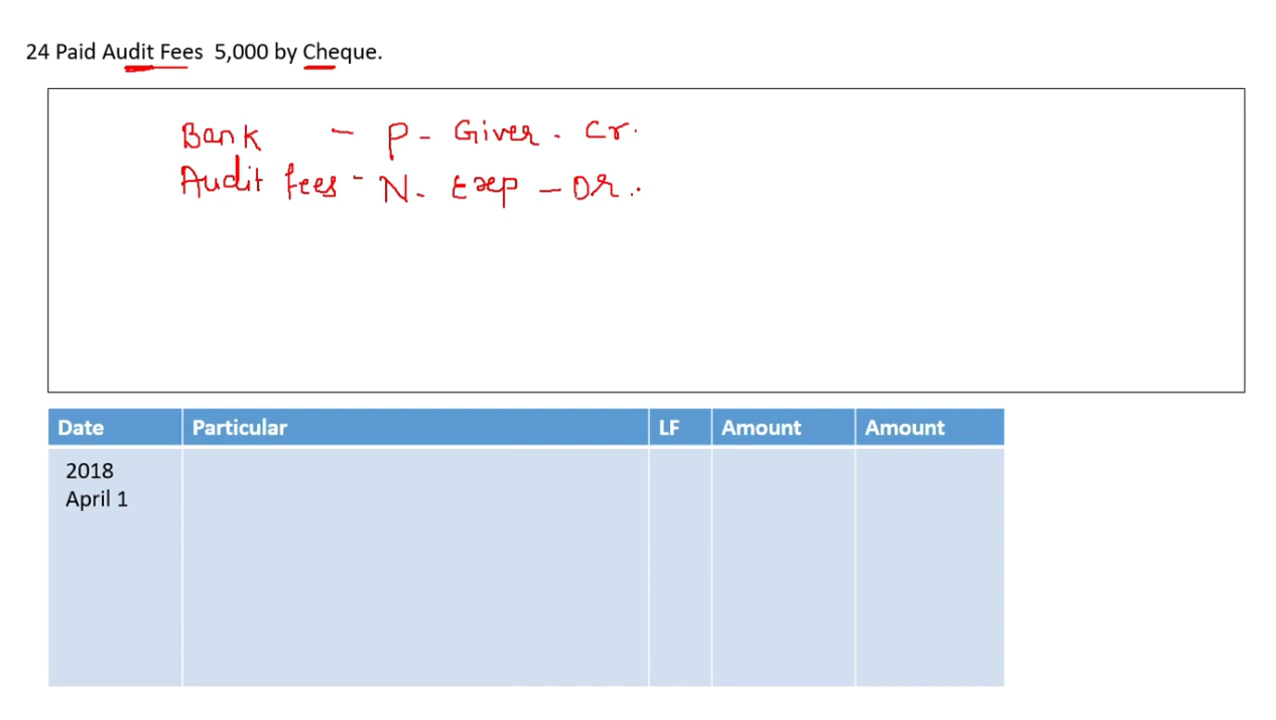 24 Paid Audit Fees 5,000 by Cheque.
Bank - P - Giver - Cr.
Audit fees - N - Exp - Dr.
Date Particular LF Amount Amount
2018
April 1